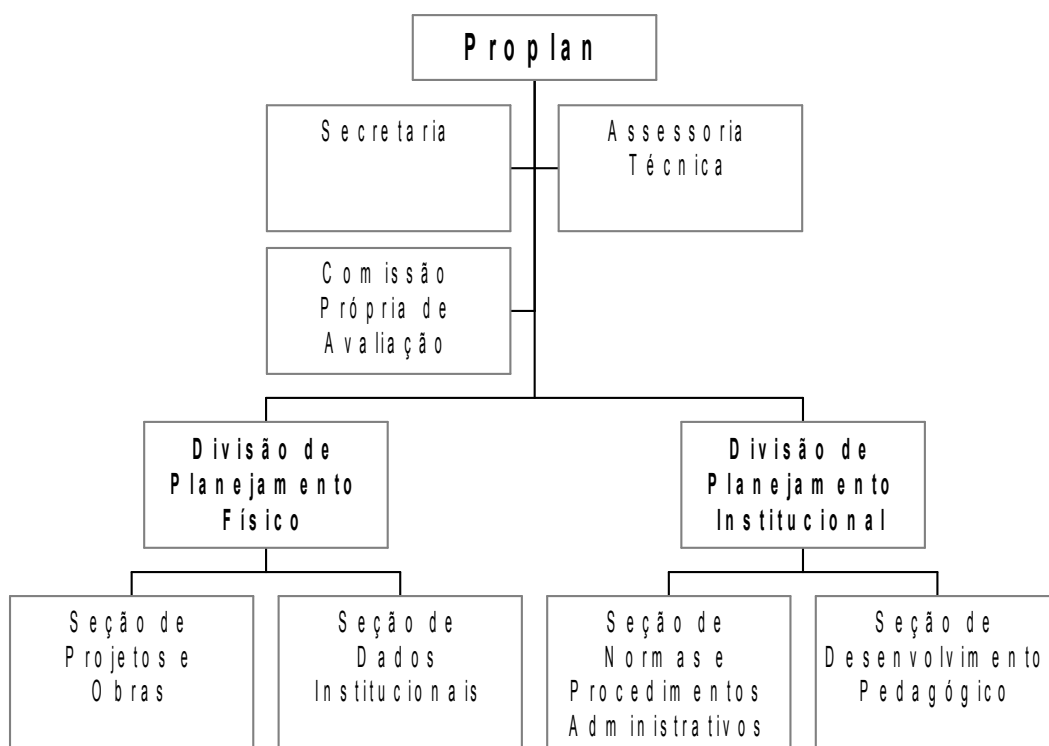 Proplan
Secretaria
Assessoria
Técnica
Comissão
Própria de
Avaliação
Divisão de
Planejamento
Físico
Divisão de
Planejamento
Institucional
Seção de
Projetos e
Obras
Seção de
Dados
Institucionais
Seção de
Normas e
Procedimentos
Administrativos
Seção de
Desenvolvimento
Pedagógico